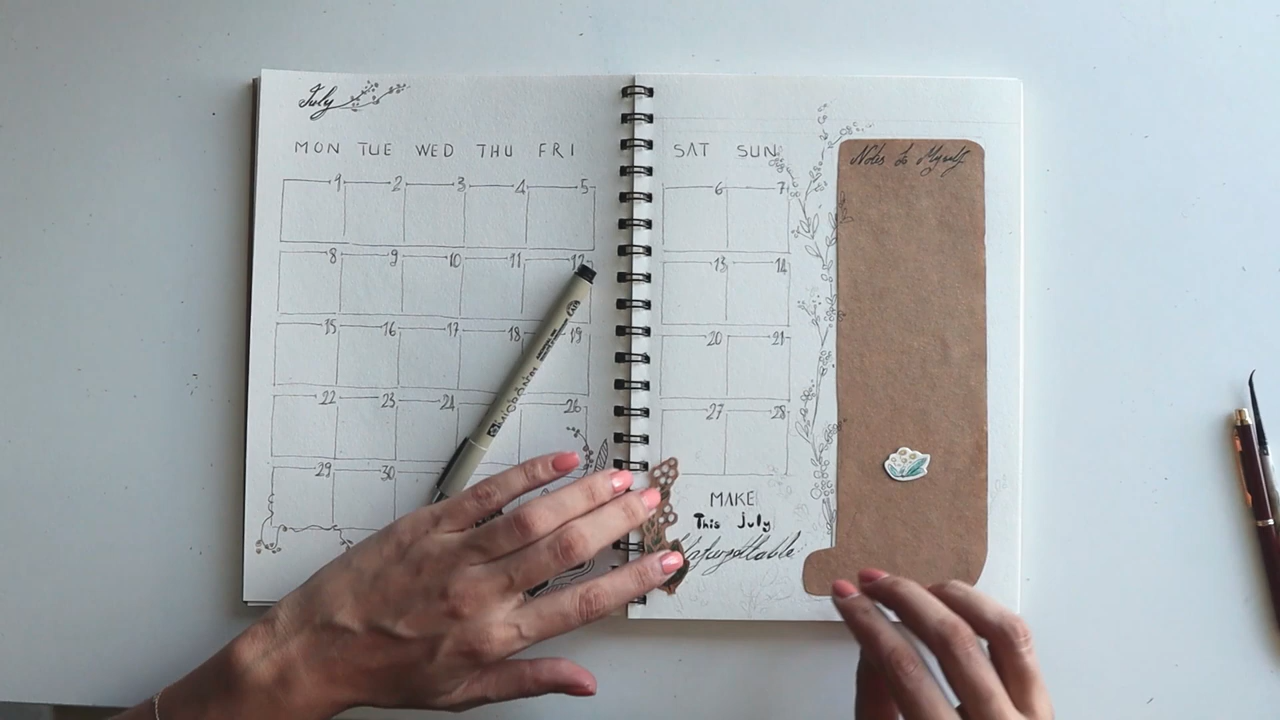 July
MON TUE WED THU FRI
1 2 3 4 5
8 9 10 11 12
15 16 17 18 19
22 23 24 26
29 30
MICRON
SAT SUN
6 7
13 14
20 21
27 28
MAKE
This July
Unforgettable
Notes To Myself